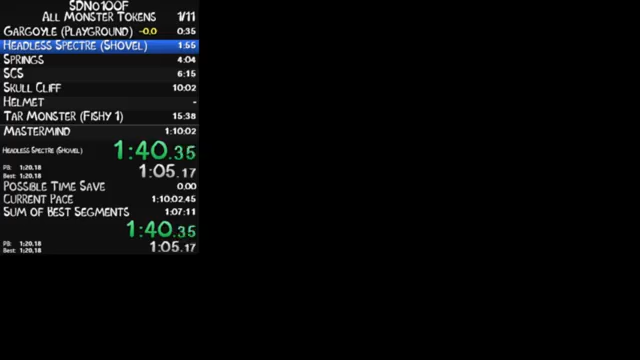 SDNO100F
All Monster Tokens 1/11
Gargoyle (Playground) -0.0 0:35
Headless Spectre (Shovel) 1:55
Springs 4:04
SCS 6:15
Skull Cliff 10:02
Helmet -
Tar Monster (Fishy 1) 15:38
Mastermind 1:10:02
Headless Spectre (Shovel) 1:40.35
PB: 1:20.18
Best: 1:20.18 1:05.17
Possible Time Save 0.00
Current Pace 1:10:02.45
Sum of Best Segments 1:07:11
1:40.35
PB: 1:20.18
Best: 1:20.18 1:05.17